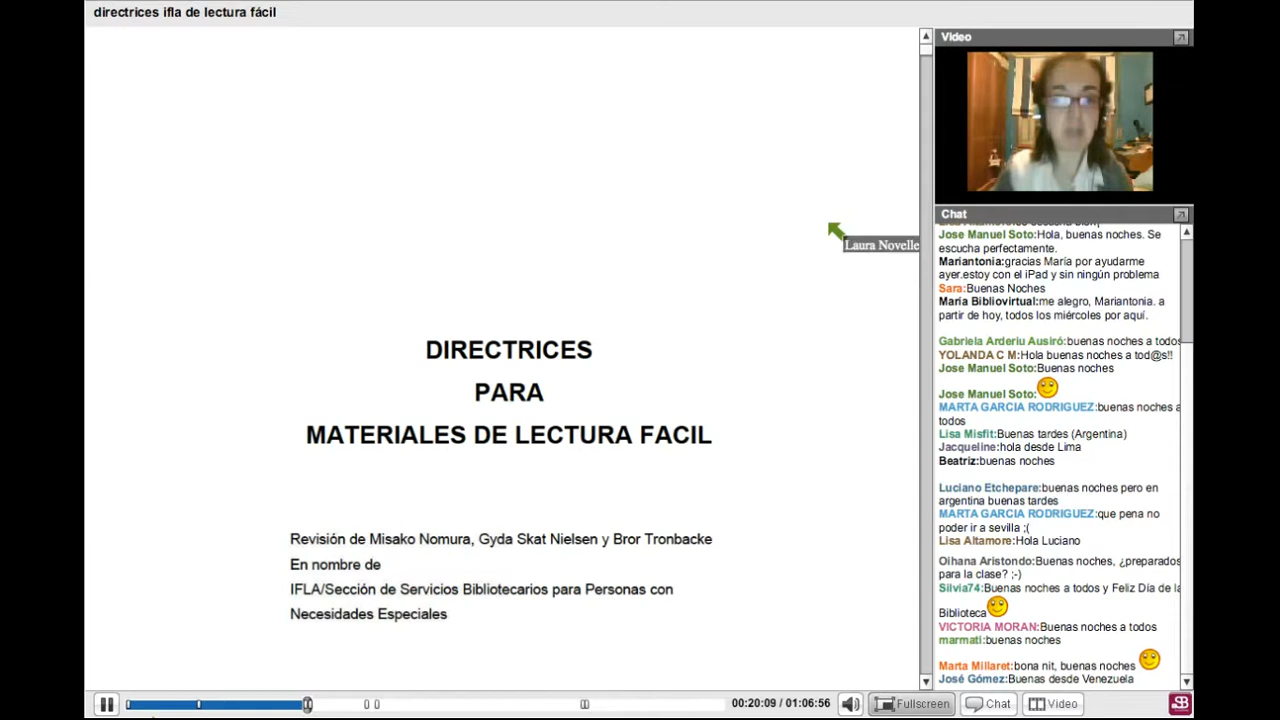 directrices ifla de lectura fácil
DIRECTRICES
PARA
MATERIALES DE LECTURA FACIL
Revisión de Misako Nomura, Gyda Skat Nielsen y Bror Tronbacke
En nombre de
IFLA/Sección de Servicios Bibliotecarios para Personas con
Necesidades Especiales
Laura Novelle
Video
Chat
Jose Manuel Soto:Hola, buenas noches. Se
escucha perfectamente.
Mariantonia:gracias María por ayudarme
ayer.estoy con el iPad y sin ningún problema
Sara:Buenas Noches
María Bibliovirtual:me alegro, Mariantonia. a
partir de hoy, todos los miércoles por aquí.
Gabriela Arderiu Ausiró:buenas noches a todos
YOLANDA C M:Hola buenas noches a tod@s!!
Jose Manuel Soto:Buenas noches
Jose Manuel Soto:
MARTA GARCIA RODRIGUEZ:buenas noches a
todos
Lisa Misfit:Buenas tardes (Argentina)
Jacqueline:hola desde Lima
Beatriz:buenas noches
Luciano Etchepare:buenas noches pero en
argentina buenas tardes
MARTA GARCIA RODRIGUEZ:que pena no
poder ir a sevilla ;(
Lisa Altamore:Hola Luciano
Oihana Aristondo:Buenas noches, ¿preparados
para la clase? ;-)
Silvia74:Buenas noches a todos y Feliz Día de la
Biblioteca
VICTORIA MORAN:Buenas noches a todos
marmati:buenas noches
Marta Millaret:bona nit, buenas noches
José Gómez:Buenas desde Venezuela
00:20:09 / 01:06:56
Fullscreen
Chat
Video